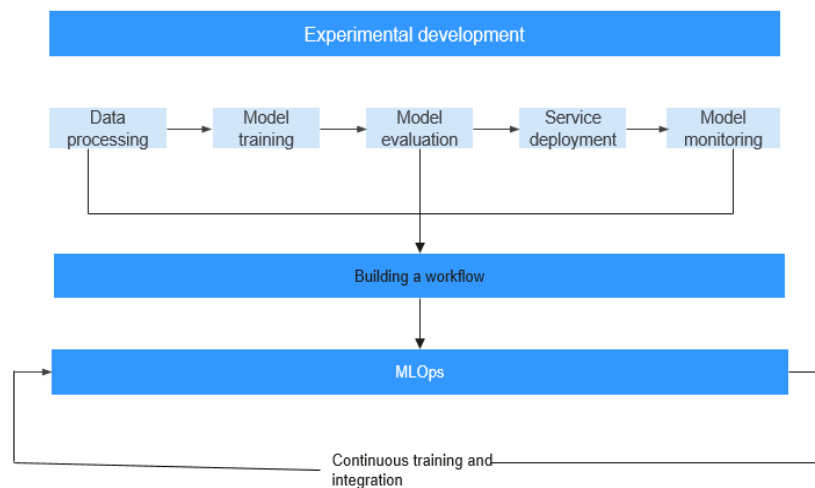 Experimental development
Data
processing
Model
training
Model
evaluation
Service
deployment
Model
monitoring
Building a workflow
MLOps
Continuous training and
integration